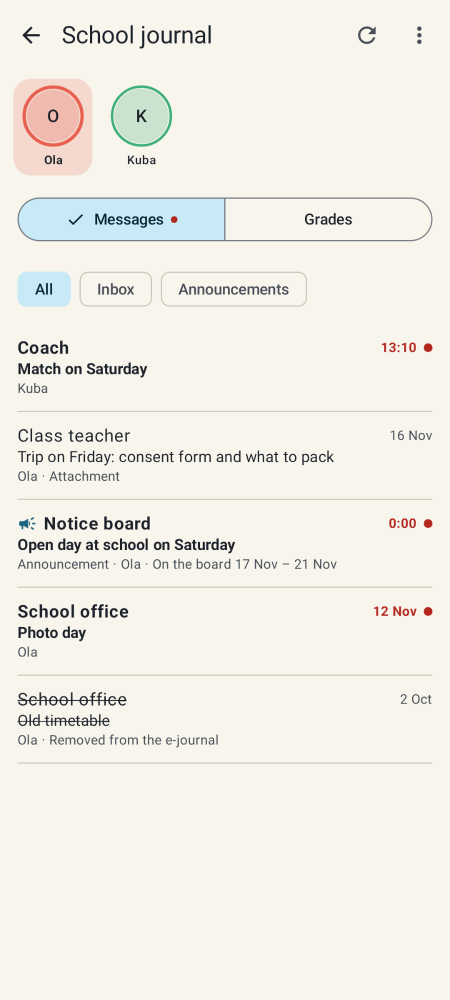 School journal
O
K
Ola
Kuba
Messages
Grades
All
Inbox
Announcements
Coach
13:10
Match on Saturday
Kuba
Class teacher
16 Nov
Trip on Friday: consent form and what to pack
Ola · Attachment
Notice board
0:00
Open day at school on Saturday
Announcement · Ola · On the board 17 Nov – 21 Nov
School office
12 Nov
Photo day
Ola
School office
2 Oct
Old timetable
Ola · Removed from the e-journal